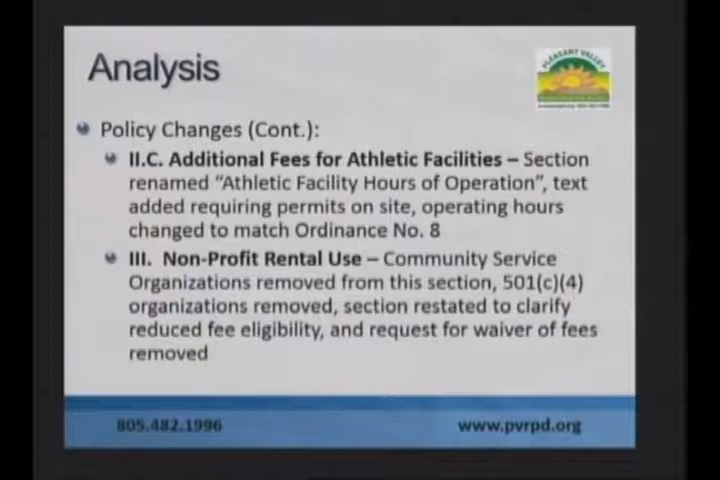 Analysis
PLEASANT VALLEY
Policy Changes (Cont.):
II.C. Additional Fees for Athletic Facilities – Section
renamed “Athletic Facility Hours of Operation”, text
added requiring permits on site, operating hours
changed to match Ordinance No. 8
III. Non-Profit Rental Use – Community Service
Organizations removed from this section, 501(c)(4)
organizations removed, section restated to clarify
reduced fee eligibility, and request for waiver of fees
removed
805.482.1996
www.pvrpd.org